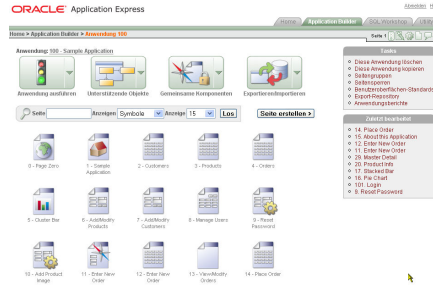 ORACLE Application Express
Abmelden
Home Application Builder SQL Workshop Utility
Home > Application Builder > Anwendung 100
Seite 1
Anwendung: 100 - Sample Application
Anwendung ausführen Unterstützende Objekte Gemeinsame Komponenten Exportieren/Importieren
Seite Anzeigen Symbole Anzeige 15 Los Seite erstellen >
0 - Page Zero 1 - Sample Application 2 - Customers 3 - Products 4 - Orders
5 - Cluster Bar 6 - Add/Modify Products 7 - Add/Modify Customers 8 - Manage Users 9 - Reset Password
10 - Add Product Image 11 - Enter New Order 12 - Enter New Order 13 - View/Modify Orders 14 - Place Order
Tasks
Diese Anwendung löschen
Diese Anwendung kopieren
Seitengruppen
Seitensperren
Benutzeroberflächen-Standards
Export-Repository
Anwendungsberichte
Zuletzt bearbeitet
14. Place Order
15. About this Application
12. Enter New Order
11. Enter New Order
29. Master Detail
20. Product Info
17. Stacked Bar
16. Pie Chart
101. Login
9. Reset Password